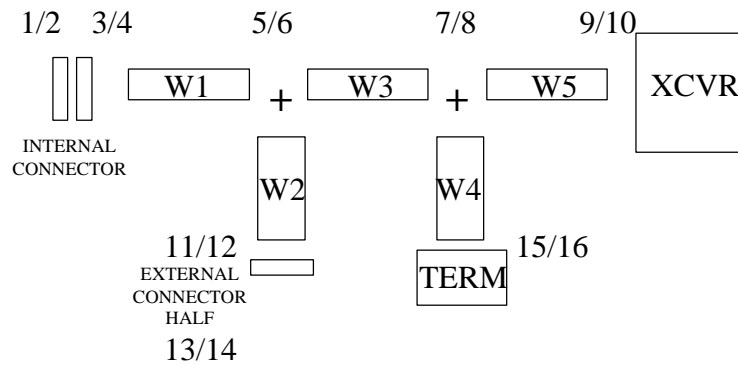 1/2 3/4 5/6 7/8 9/10
W1 + W3 + W5 XCVR
INTERNAL
CONNECTOR
W2 W4
11/12 15/16
EXTERNAL TERM
CONNECTOR
HALF
13/14